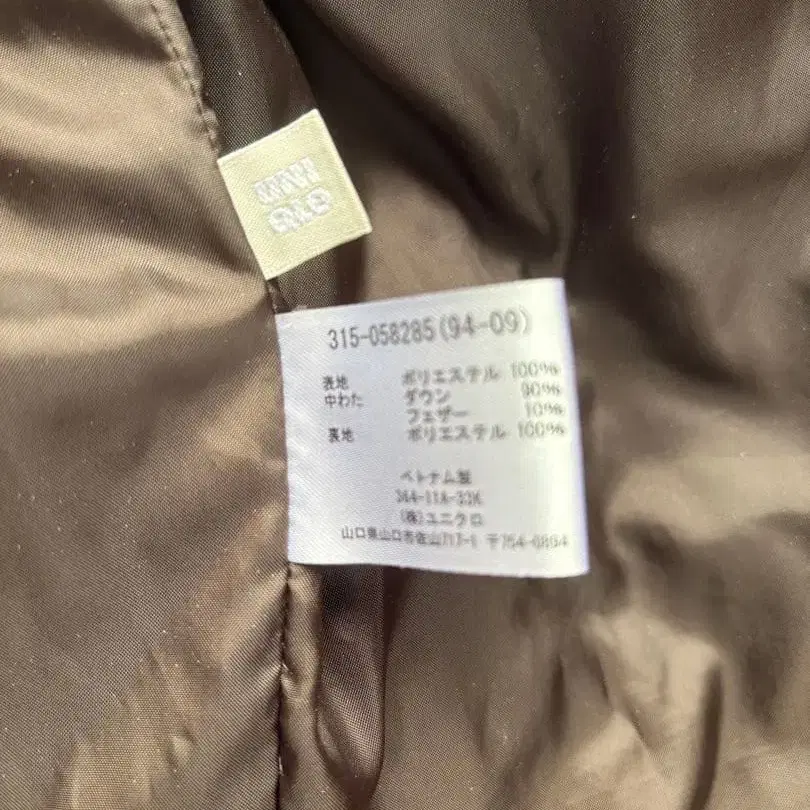 UNI
QLO
315-058285(94-09)
表地 ポリエステル 100%
中わた ダウン 90%
フェザー 10%
裏地 ポリエステル 100%
ベトナム製
364-11A-33K
(株)ユニクロ
山口県山口市佐山717-1 〒754-0894